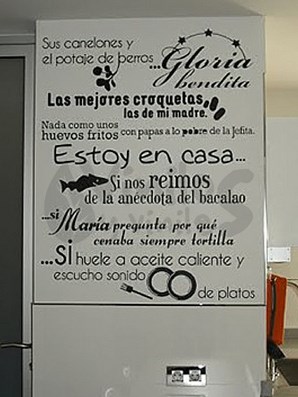 Sus canelones y
el potaje de berros...Gloria
bendita
Las mejores croquetas,
las de mi madre.
Nada como unos
huevos fritos con papas a lo pobre de la Jefita.
Estoy en casa...
Si nos reimos
de la anécdota del bacalao
...si María pregunta por qué
cenaba siempre tortilla
...Si huele a aceite caliente y
escucho sonido
de platos